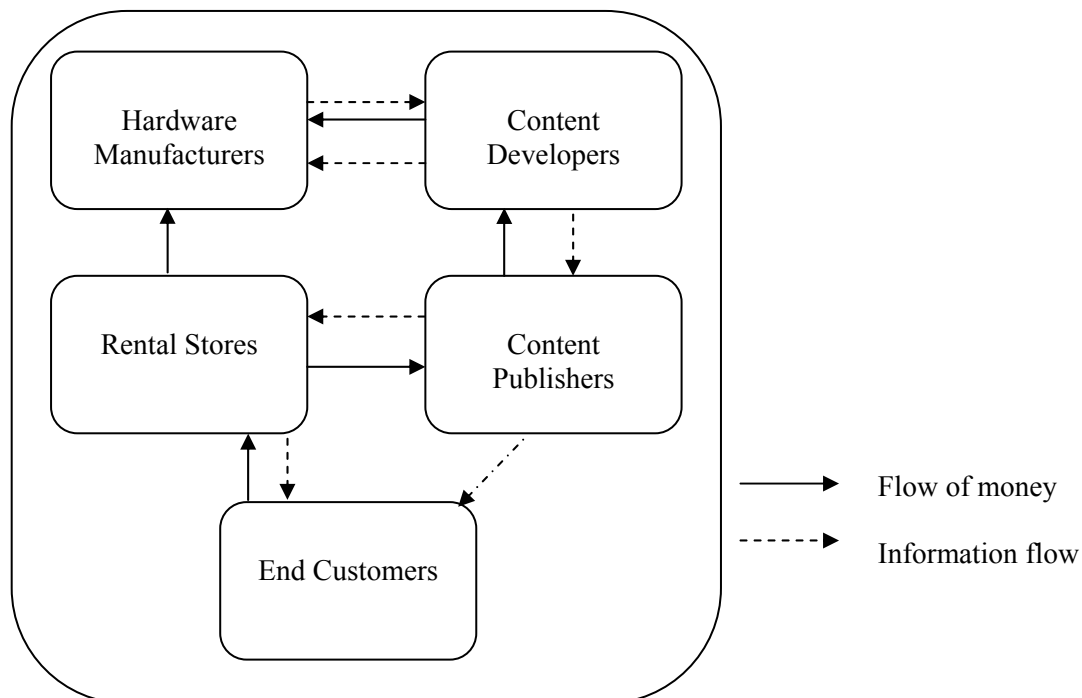 Hardware
Manufacturers
Content
Developers
Rental Stores
Content
Publishers
End Customers
Flow of money
Information flow